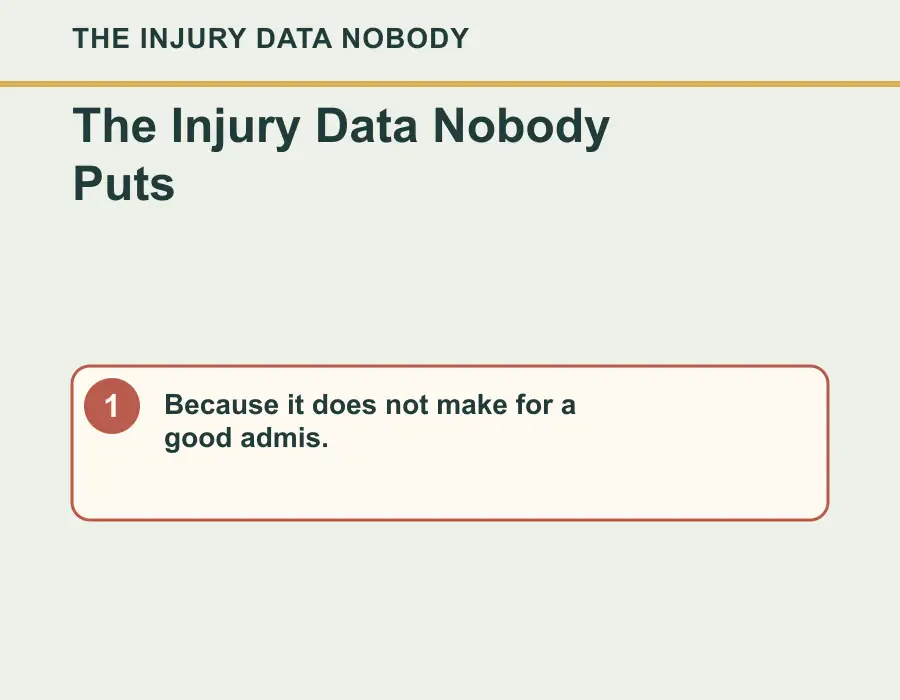 THE INJURY DATA NOBODY
The Injury Data Nobody
Puts
1
Because it does not make for a
good admis.